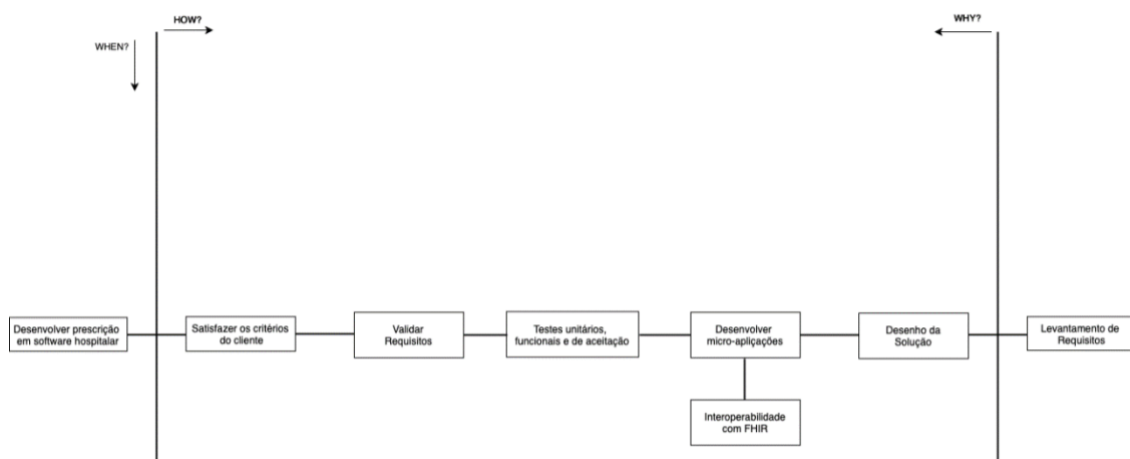 HOW?
WHY?
WHEN?
Desenvolver prescrição
em software hospitalar
Satisfazer os critérios
do cliente
Validar
Requisitos
Testes unitários,
funcionais e de aceitação
Desenvolver
micro-aplicações
Desenho da
Solução
Levantamento de
Requisitos
Interoperabilidade
com FHIR